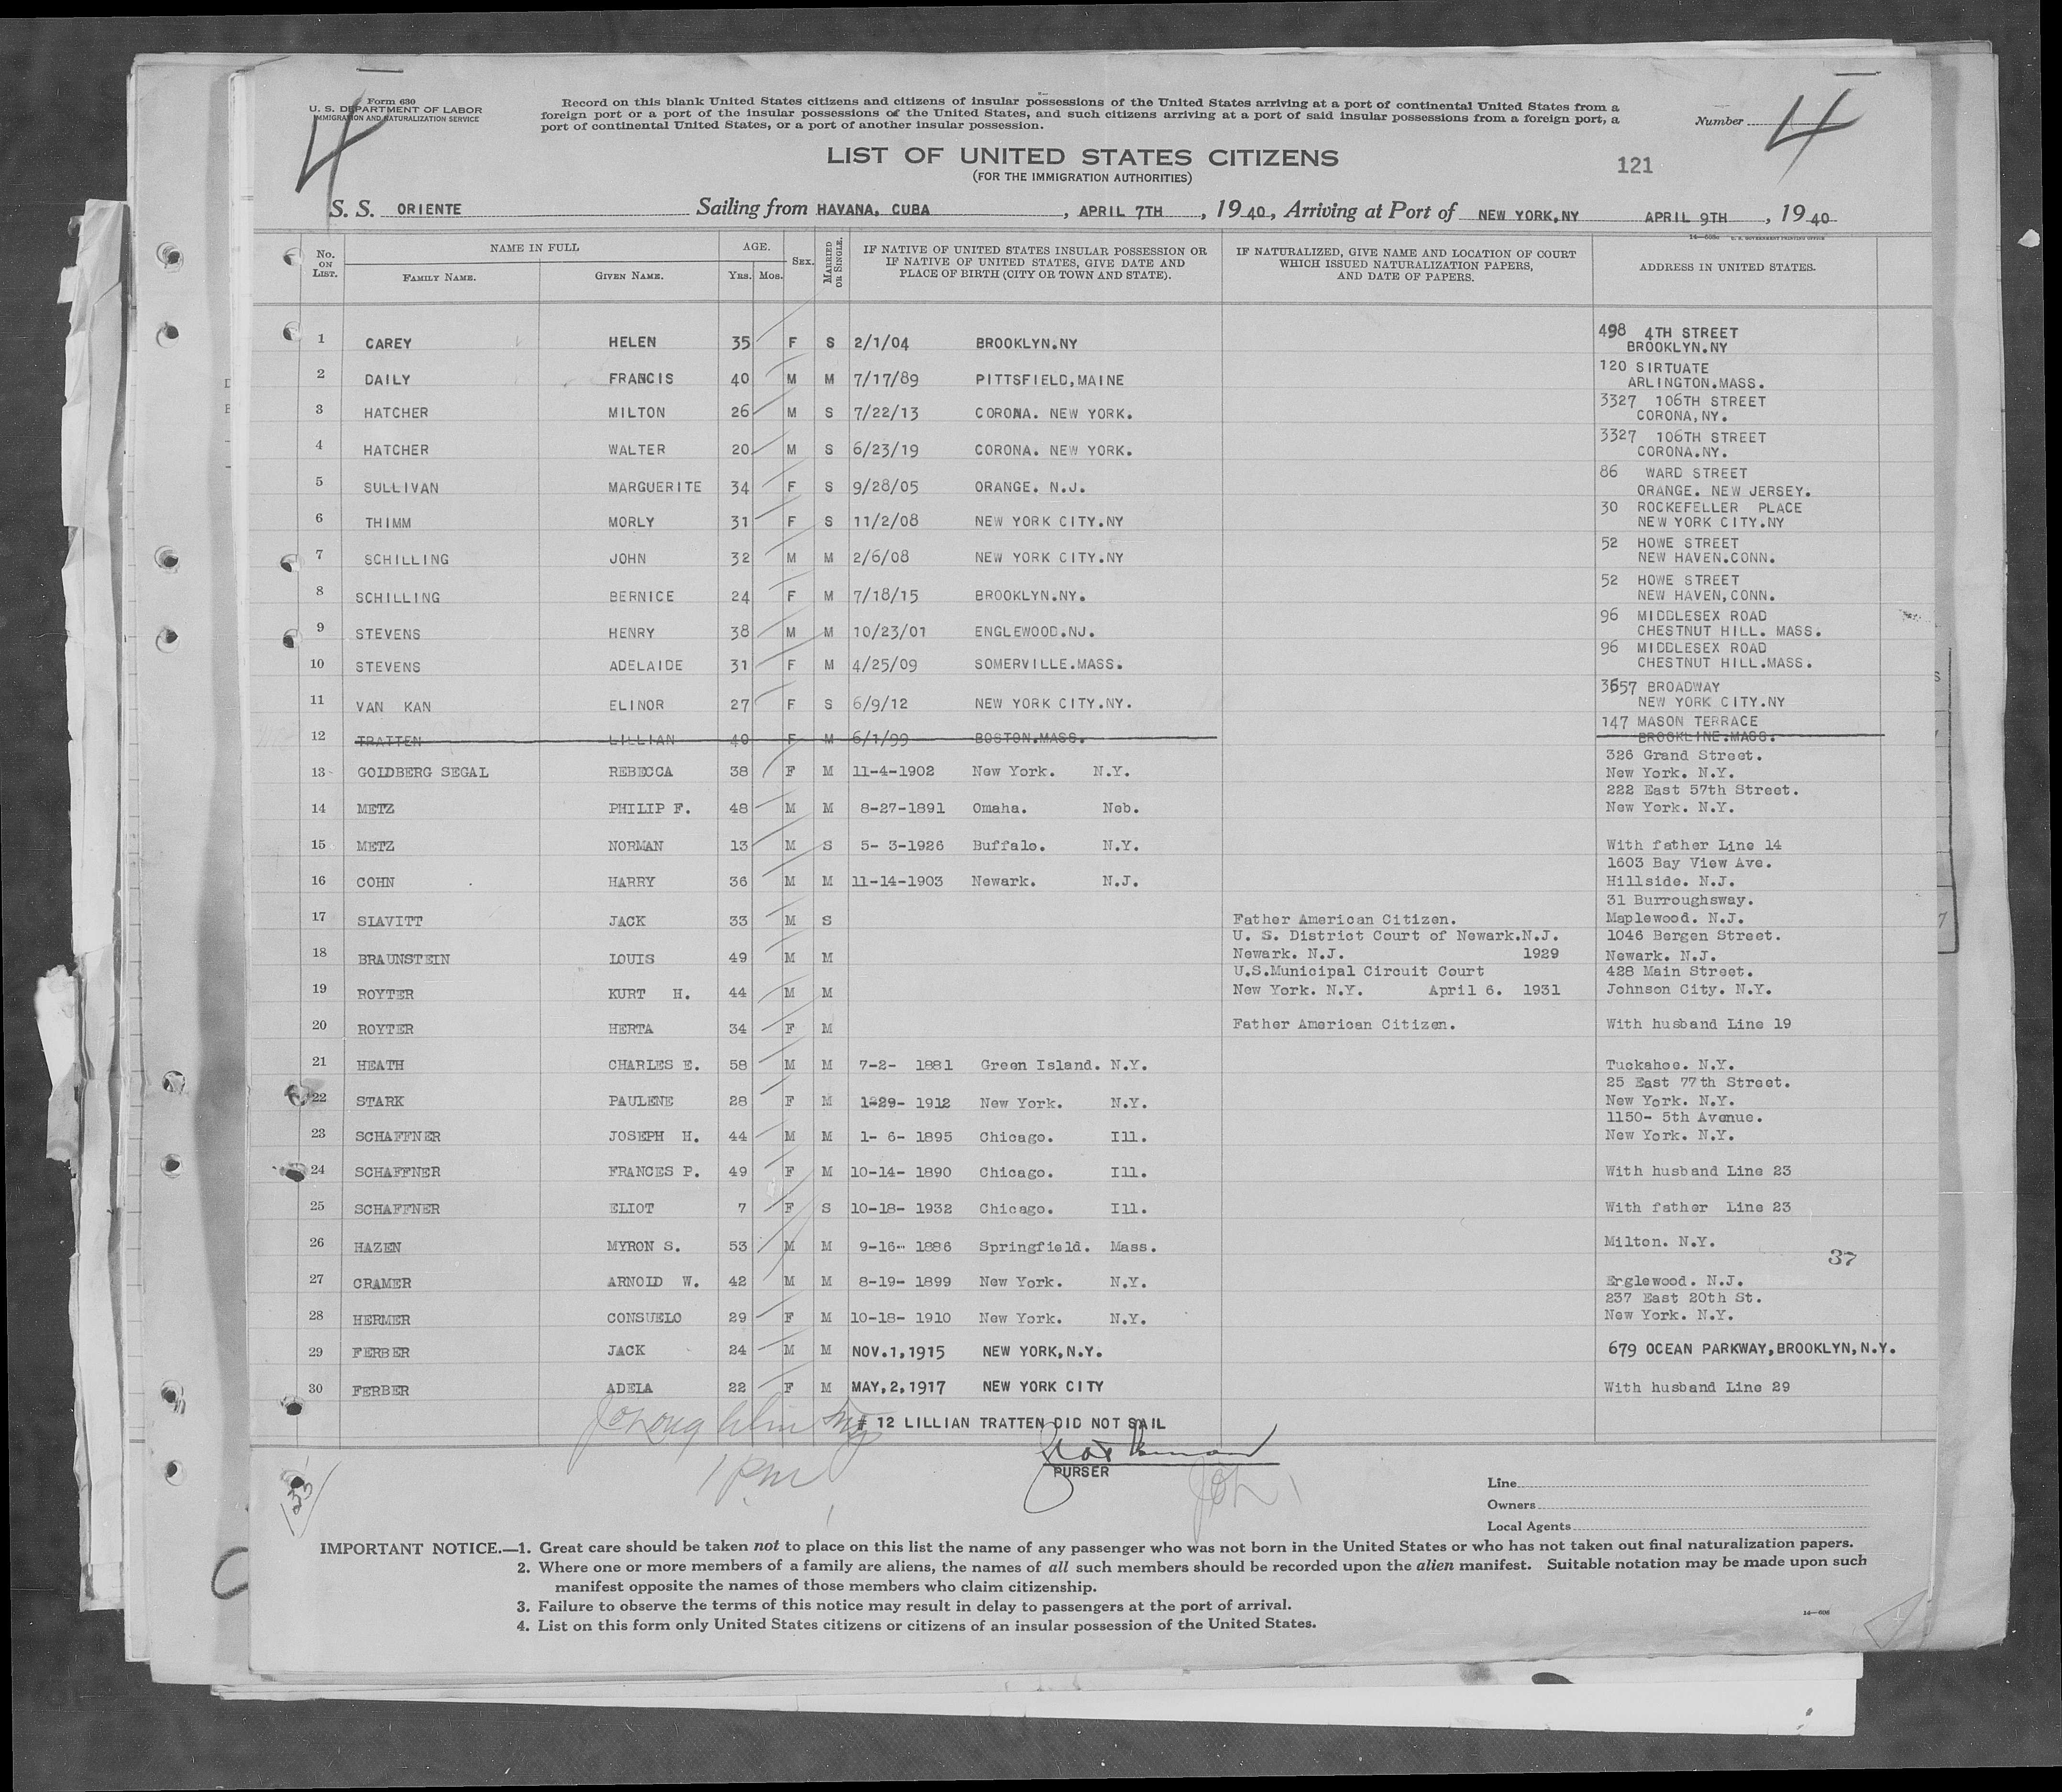 Form 630
U. S. DEPARTMENT OF LABOR
IMMIGRATION AND NATURALIZATION SERVICE
4
Record on this blank United States citizens and citizens of insular possessions of the United States arriving at a port of continental United States from a
foreign port or a port of the insular possessions of the United States, and such citizens arriving at a port of said insular possessions from a foreign port, a
port of continental United States, or a port of another insular possession.
Number 4
LIST OF UNITED STATES CITIZENS
(FOR THE IMMIGRATION AUTHORITIES)
121
S. S. ORIENTE Sailing from HAVANA, CUBA, APRIL 7TH, 1940, Arriving at Port of NEW YORK,NY APRIL 9TH, 1940
14—608c U. S. GOVERNMENT PRINTING OFFICE
No. ON LIST. NAME IN FULL FAMILY NAME. GIVEN NAME. AGE. Yrs. Mos. SEX. MARRIED OR SINGLE. IF NATIVE OF UNITED STATES INSULAR POSSESSION OR IF NATIVE OF UNITED STATES, GIVE DATE AND PLACE OF BIRTH (CITY OR TOWN AND STATE). IF NATURALIZED, GIVE NAME AND LOCATION OF COURT WHICH ISSUED NATURALIZATION PAPERS, AND DATE OF PAPERS. ADDRESS IN UNITED STATES.
1 CAREY HELEN 35 F S 2/1/04 BROOKLYN.NY 498 4TH STREET BROOKLYN.NY
2 DAILY FRANCIS 40 M M 7/17/89 PITTSFIELD,MAINE 120 SIRTUATE ARLINGTON.MASS.
3 HATCHER MILTON 26 M S 7/22/13 CORONA. NEW YORK. 3327 106TH STREET CORONA,NY.
4 HATCHER WALTER 20 M S 6/23/19 CORONA. NEW YORK. 3327 106TH STREET CORONA.NY.
5 SULLIVAN MARGUERITE 34 F S 9/28/05 ORANGE. N.J. 86 WARD STREET ORANGE. NEW JERSEY.
6 THIMM MORLY 31 F S 11/2/08 NEW YORK CITY.NY 30 ROCKEFELLER PLACE NEW YORK CITY.NY
7 SCHILLING JOHN 32 M M 2/6/08 NEW YORK CITY.NY 52 HOWE STREET NEW HAVEN.CONN.
8 SCHILLING BERNICE 24 F M 7/18/15 BROOKLYN.NY. 52 HOWE STREET NEW HAVEN,CONN.
9 STEVENS HENRY 38 M M 10/23/01 ENGLEWOOD.NJ. 96 MIDDLESEX ROAD CHESTNUT HILL. MASS.
10 STEVENS ADELAIDE 31 F M 4/25/09 SOMERVILLE.MASS. 96 MIDDLESEX ROAD CHESTNUT HILL.MASS.
11 VAN KAN ELINOR 27 F S 6/9/12 NEW YORK CITY.NY. 3657 BROADWAY NEW YORK CITY.NY
12 TRATTEN LILLIAN 40 F M 6/1/99 BOSTON.MASS. 147 MASON TERRACE BROOKLINE.MASS.
13 GOLDBERG SEGAL REBECCA 38 F M 11-4-1902 New York. N.Y. 326 Grand Street. New York. N.Y.
14 METZ PHILIP F. 48 M M 8-27-1891 Omaha. Neb. 222 East 57th Street. New York. N.Y.
15 METZ NORMAN 13 M S 5- 3-1926 Buffalo. N.Y. With father Line 14
16 COHN HARRY 36 M M 11-14-1903 Newark. N.J. 1603 Bay View Ave. Hillside. N.J.
17 SLAVITT JACK 33 M S Father American Citizen. 31 Burroughsway. Maplewood. N.J.
18 BRAUNSTEIN LOUIS 49 M M U. S. District Court of Newark.N.J. Newark. N.J. 1929 1046 Bergen Street. Newark. N.J.
19 ROYTER KURT H. 44 M M U.S.Municipal Circuit Court New York. N.Y. April 6. 1931 428 Main Street. Johnson City. N.Y.
20 ROYTER HERTA 34 F M Father American Citizen. With husband Line 19
21 HEATH CHARLES E. 58 M M 7-2- 1881 Green Island. N.Y. Tuckahoe. N.Y.
22 STARK PAULENE 28 F M 1-29- 1912 New York. N.Y. 25 East 77th Street. New York. N.Y.
23 SCHAFFNER JOSEPH H. 44 M M 1- 6- 1895 Chicago. Ill. 1150- 5th Avenue. New York. N.Y.
24 SCHAFFNER FRANCES P. 49 F M 10-14- 1890 Chicago. Ill. With husband Line 23
25 SCHAFFNER ELIOT 7 F S 10-18- 1932 Chicago. Ill. With father Line 23
26 HAZEN MYRON S. 53 M M 9-16- 1886 Springfield. Mass. Milton. N.Y.
37
27 CRAMER ARNOLD W. 42 M M 8-19- 1899 New York. N.Y. Erglewood. N.J.
28 HERMER CONSUELO 29 F M 10-18- 1910 New York. N.Y. 237 East 20th St. New York. N.Y.
29 FERBER JACK 24 M M NOV.1,1915 NEW YORK,N.Y. 679 OCEAN PARKWAY,BROOKLYN,N.Y.
30 FERBER ADELA 22 F M MAY,2,1917 NEW YORK CITY With husband Line 29
# 12 LILLIAN TRATTEN DID NOT SAIL
PURSER
Line
Owners
Local Agents
IMPORTANT NOTICE.—1. Great care should be taken not to place on this list the name of any passenger who was not born in the United States or who has not taken out final naturalization papers.
2. Where one or more members of a family are aliens, the names of all such members should be recorded upon the alien manifest. Suitable notation may be made upon such
manifest opposite the names of those members who claim citizenship.
3. Failure to observe the terms of this notice may result in delay to passengers at the port of arrival.
4. List on this form only United States citizens or citizens of an insular possession of the United States.
14—606